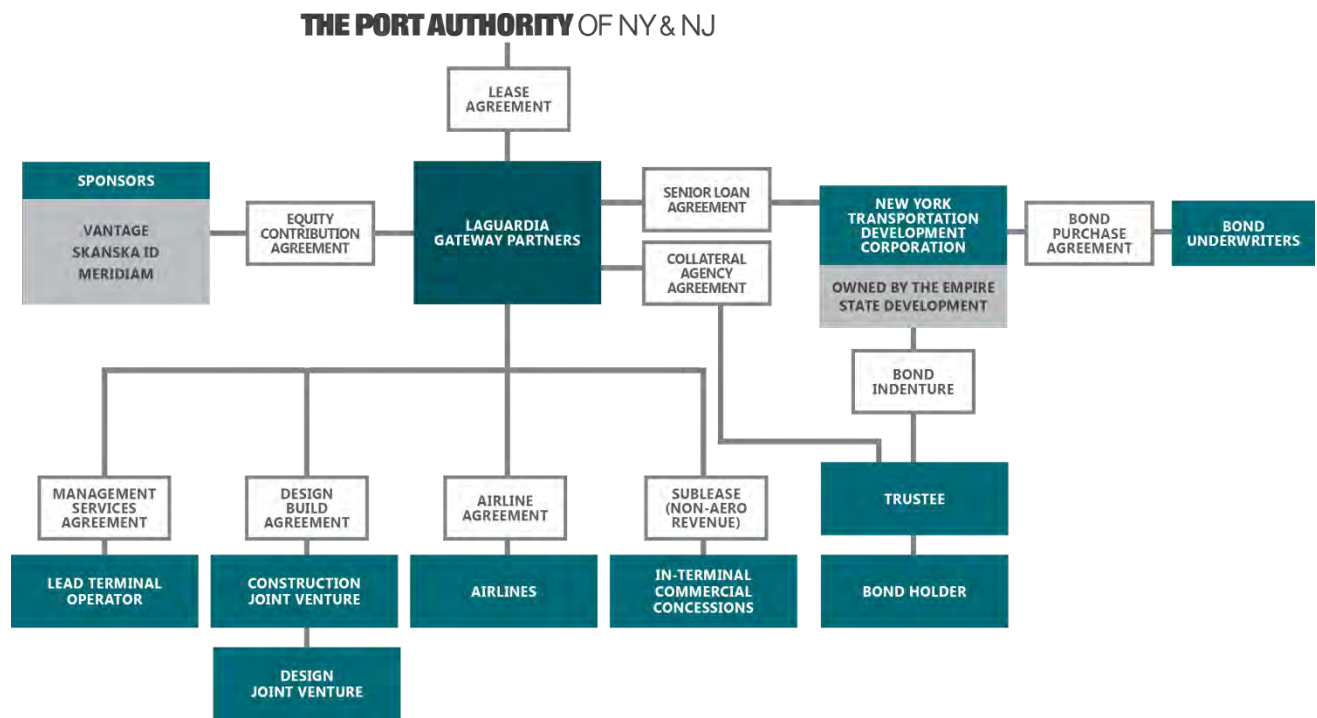 THE PORT AUTHORITY OF NY & NJ
LEASE
AGREEMENT
SPONSORS
VANTAGE
SKANSKA ID
MERIDIAM
EQUITY
CONTRIBUTION
AGREEMENT
LAGUARDIA
GATEWAY PARTNERS
SENIOR LOAN
AGREEMENT
COLLATERAL
AGENCY
AGREEMENT
NEW YORK
TRANSPORTATION
DEVELOPMENT
CORPORATION
OWNED BY THE EMPIRE
STATE DEVELOPMENT
BOND
PURCHASE
AGREEMENT
BOND
UNDERWRITERS
BOND
INDENTURE
MANAGEMENT
SERVICES
AGREEMENT
DESIGN
BUILD
AGREEMENT
AIRLINE
AGREEMENT
SUBLEASE
(NON-AERO
REVENUE)
TRUSTEE
LEAD TERMINAL
OPERATOR
CONSTRUCTION
JOINT VENTURE
AIRLINES
IN-TERMINAL
COMMERCIAL
CONCESSIONS
BOND HOLDER
DESIGN
JOINT VENTURE